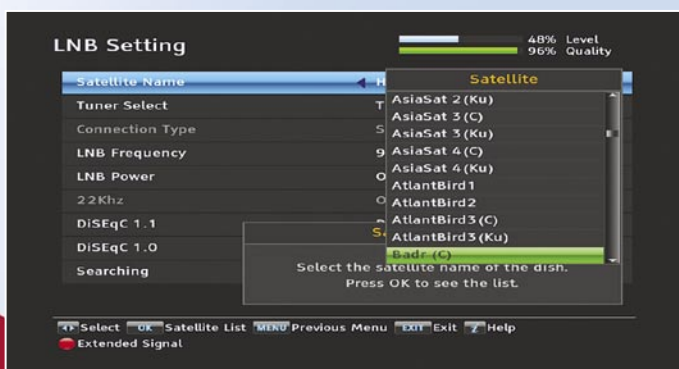 LNB Setting
48% Level
96% Quality
Satellite Name
Tuner Select
Connection Type
LNB Frequency
LNB Power
22Khz
DiSEqC 1.1
DiSEqC 1.0
Searching
Satellite
AsiaSat 2 (Ku)
AsiaSat 3 (C)
AsiaSat 3 (Ku)
AsiaSat 4 (C)
AsiaSat 4 (Ku)
AtlantBird1
AtlantBird2
AtlantBird3 (C)
AtlantBird3 (Ku)
Badr (C)
Select the satellite name of the dish.
Press OK to see the list.
Select OK Satellite List MENU Previous Menu EXIT Exit ? Help
Extended Signal